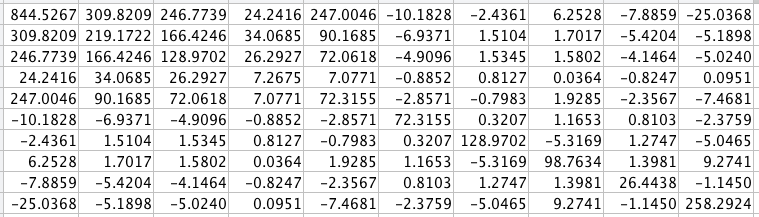 844.5267 309.8209 246.7739 24.2416 247.0046 −10.1828 −2.4361 6.2528 −7.8859 −25.0368
309.8209 219.1722 166.4246 34.0685 90.1685 −6.9371 1.5104 1.7017 −5.4204 −5.1898
246.7739 166.4246 128.9702 26.2927 72.0618 −4.9096 1.5345 1.5802 −4.1464 −5.0240
24.2416 34.0685 26.2927 7.2675 7.0771 −0.8852 0.8127 0.0364 −0.8247 0.0951
247.0046 90.1685 72.0618 7.0771 72.3155 −2.8571 −0.7983 1.9285 −2.3567 −7.4681
−10.1828 −6.9371 −4.9096 −0.8852 −2.8571 72.3155 0.3207 1.1653 0.8103 −2.3759
−2.4361 1.5104 1.5345 0.8127 −0.7983 0.3207 128.9702 −5.3169 1.2747 −5.0465
6.2528 1.7017 1.5802 0.0364 1.9285 1.1653 −5.3169 98.7634 1.3981 9.2741
−7.8859 −5.4204 −4.1464 −0.8247 −2.3567 0.8103 1.2747 1.3981 26.4438 −1.1450
−25.0368 −5.1898 −5.0240 0.0951 −7.4681 −2.3759 −5.0465 9.2741 −1.1450 258.2924